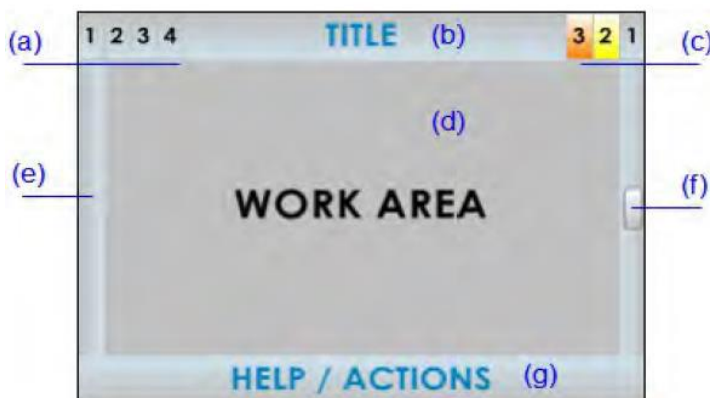 (a) 1 2 3 4 TITLE (b) 3 2 1 (c)
(d)
(e) WORK AREA (f)
HELP / ACTIONS (g)